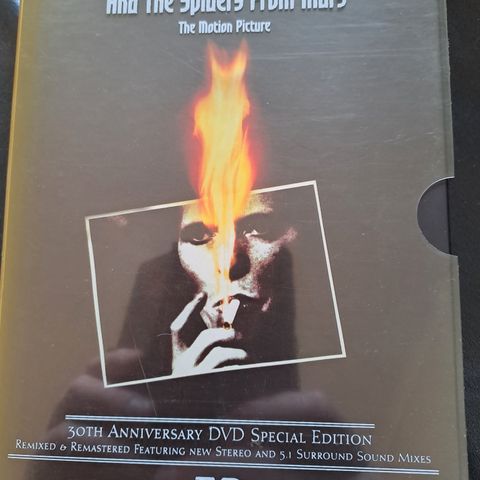 And The Spiders From Mars
The Motion Picture
30th Anniversary DVD Special Edition
Remixed & Remastered Featuring new Stereo and 5.1 Surround Sound Mixes